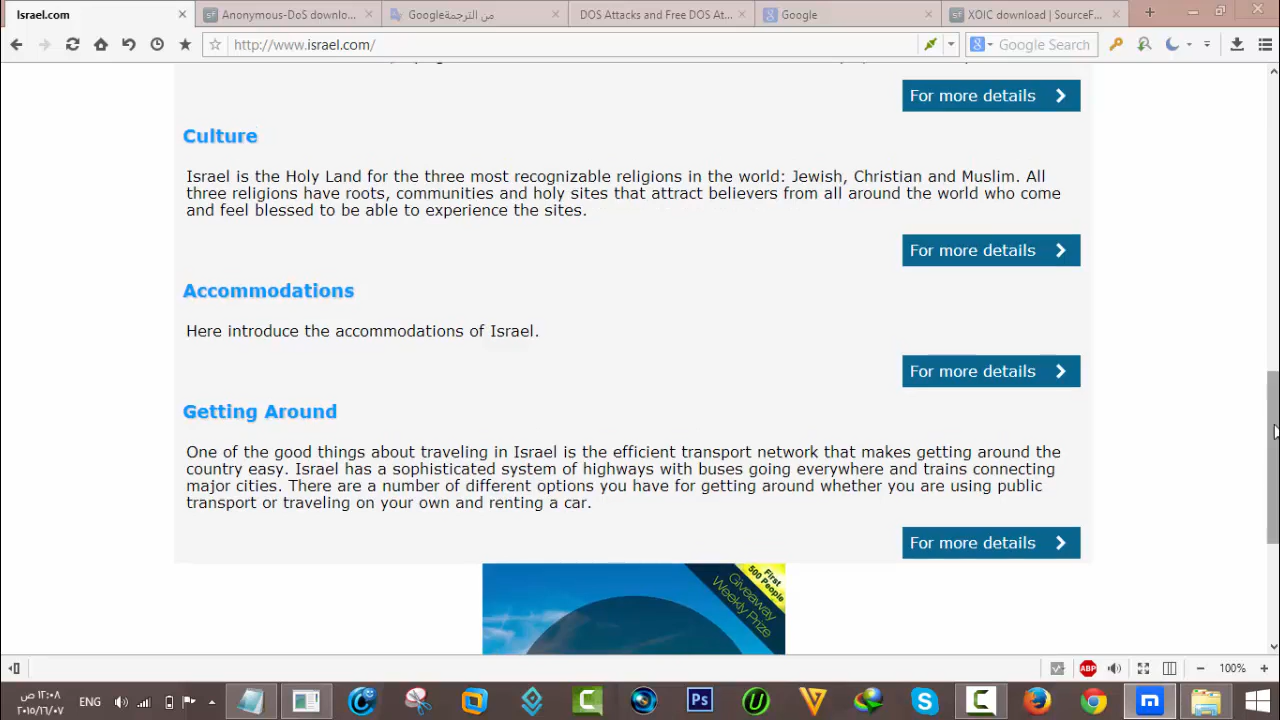 Israel.com
Anonymous-DoS downlo...
Googleمن الترجمة
DOS Attacks and Free DOS At...
Google
XOIC download | SourceF...
http://www.israel.com/
Google Search
For more details
Culture
Israel is the Holy Land for the three most recognizable religions in the world: Jewish, Christian and Muslim. All
three religions have roots, communities and holy sites that attract believers from all around the world who come
and feel blessed to be able to experience the sites.
For more details
Accommodations
Here introduce the accommodations of Israel.
For more details
Getting Around
One of the good things about traveling in Israel is the efficient transport network that makes getting around the
country easy. Israel has a sophisticated system of highways with buses going everywhere and trains connecting
major cities. There are a number of different options you have for getting around whether you are using public
transport or traveling on your own and renting a car.
For more details
First
500 People
Giveaway
Weekly Prize
ABP
100%
١٢:٠٨ ص
٢٠١٥/٦/٠٧
ENG
Ps